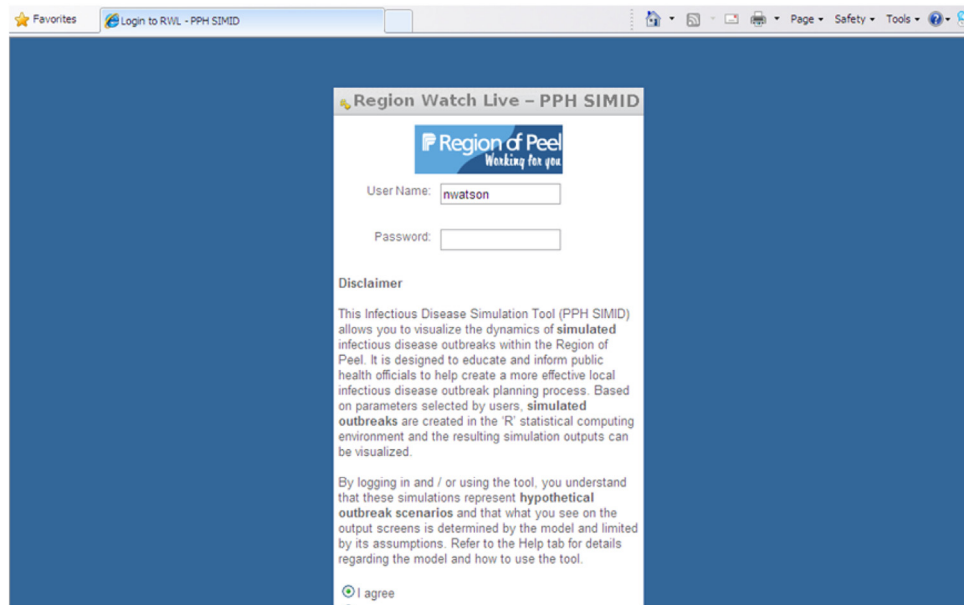 Favorites
Login to RWL - PPH SIMID
Page
Safety
Tools
Region Watch Live – PPH SIMID
Region of Peel
Working for you
User Name:
nwatson
Password:
Disclaimer
This Infectious Disease Simulation Tool (PPH SIMID)
allows you to visualize the dynamics of simulated
infectious disease outbreaks within the Region of
Peel. It is designed to educate and inform public
health officials to help create a more effective local
infectious disease outbreak planning process. Based
on parameters selected by users, simulated
outbreaks are created in the 'R' statistical computing
environment and the resulting simulation outputs can
be visualized.
By logging in and / or using the tool, you understand
that these simulations represent hypothetical
outbreak scenarios and that what you see on the
output screens is determined by the model and limited
by its assumptions. Refer to the Help tab for details
regarding the model and how to use the tool.
I agree